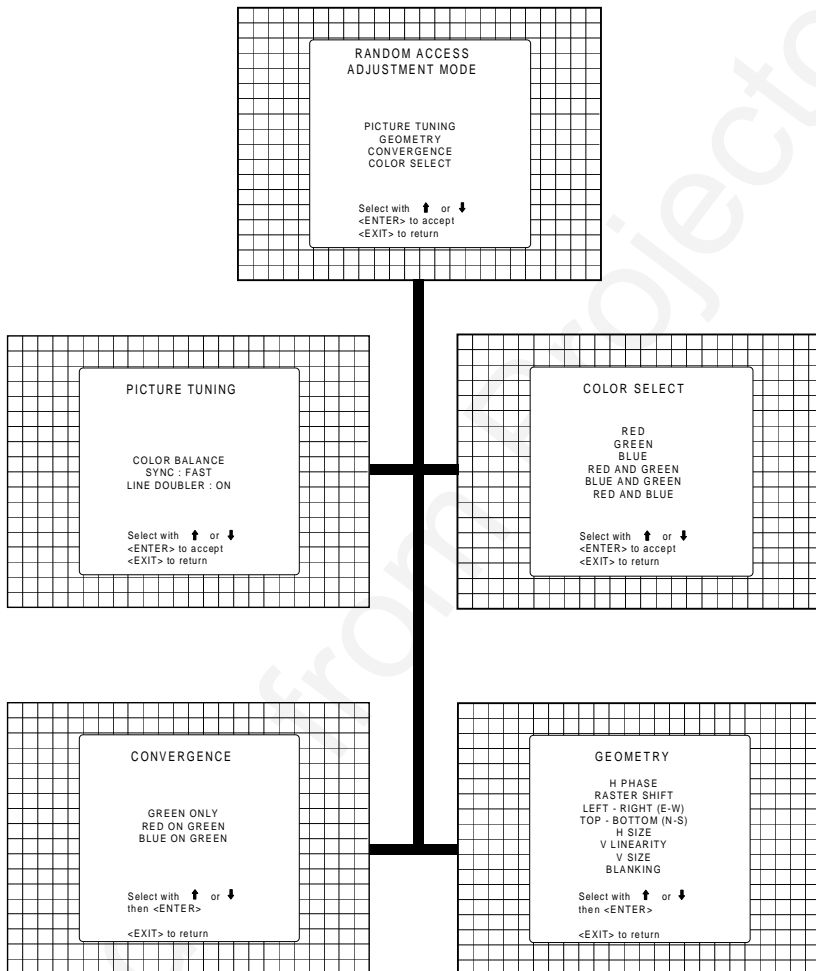 RANDOM ACCESS
ADJUSTMENT MODE
PICTURE TUNING
GEOMETRY
CONVERGENCE
COLOR SELECT
Select with ⬆ or ⬇
<ENTER> to accept
<EXIT> to return
PICTURE TUNING
COLOR BALANCE
SYNC : FAST
LINE DOUBLER : ON
Select with ⬆ or ⬇
<ENTER> to accept
<EXIT> to return
COLOR SELECT
RED
GREEN
BLUE
RED AND GREEN
BLUE AND GREEN
RED AND BLUE
Select with ⬆ or ⬇
<ENTER> to accept
<EXIT> to return
CONVERGENCE
GREEN ONLY
RED ON GREEN
BLUE ON GREEN
Select with ⬆ or ⬇
then <ENTER>
<EXIT> to return
GEOMETRY
H PHASE
RASTER SHIFT
LEFT - RIGHT (E-W)
TOP - BOTTOM (N-S)
H SIZE
V LINEARITY
V SIZE
BLANKING
Select with ⬆ or ⬇
then <ENTER>
<EXIT> to return
from Projecto